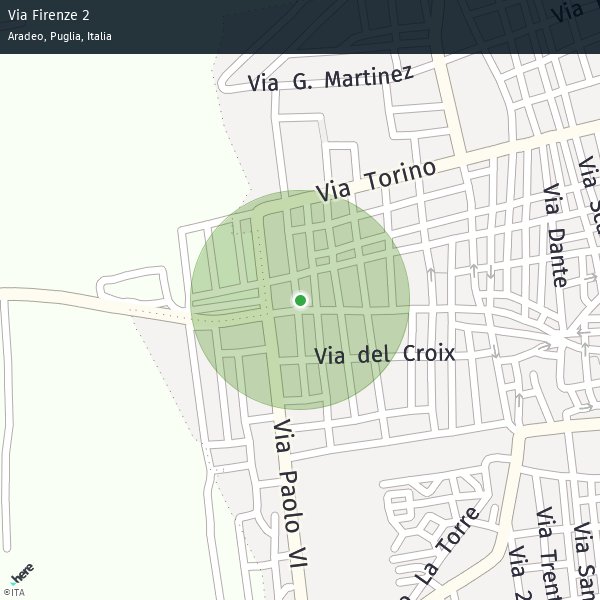 Via Firenze 2
Aradeo, Puglia, Italia
Via
Via G. Martinez
Via Torino
Via Dante
Via
Via del Croix
Via Paolo VI
La Torre
Via 2
Via Trent
Via San
here
©ITA